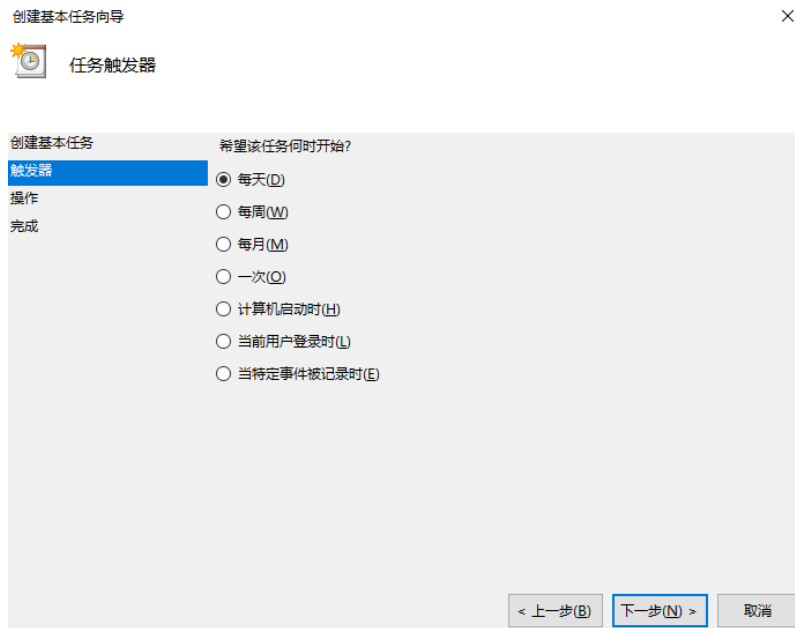 创建基本任务向导
任务触发器
创建基本任务
触发器
操作
完成
希望该任务何时开始?
每天(D)
每周(W)
每月(M)
一次(O)
计算机启动时(H)
当前用户登录时(L)
当特定事件被记录时(E)
< 上一步(B)
下一步(N) >
取消